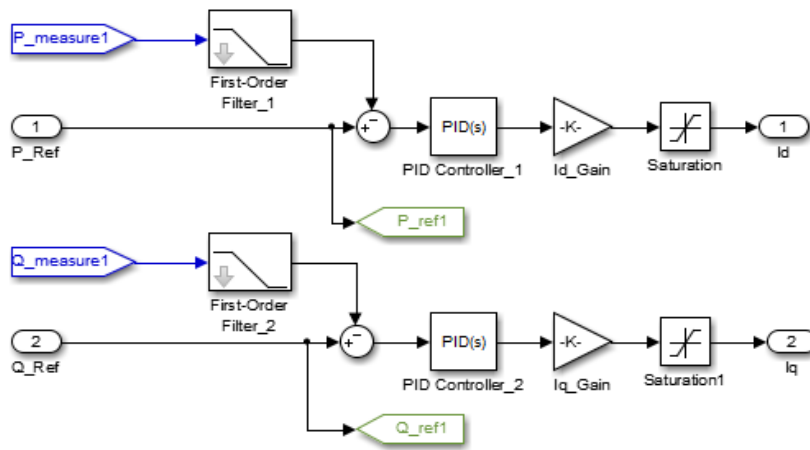 P_measure1
First-Order
Filter_1
1
P_Ref
+
−
PID(s)
PID Controller_1
-K-
Id_Gain
Saturation
1
Id
P_ref1
Q_measure1
First-Order
Filter_2
2
Q_Ref
+
−
PID(s)
PID Controller_2
-K-
Iq_Gain
Saturation1
2
Iq
Q_ref1